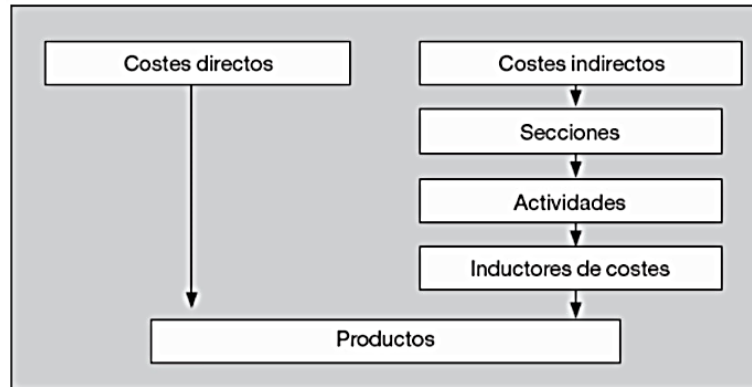 Costes directos
Costes indirectos
Secciones
Actividades
Inductores de costes
Productos